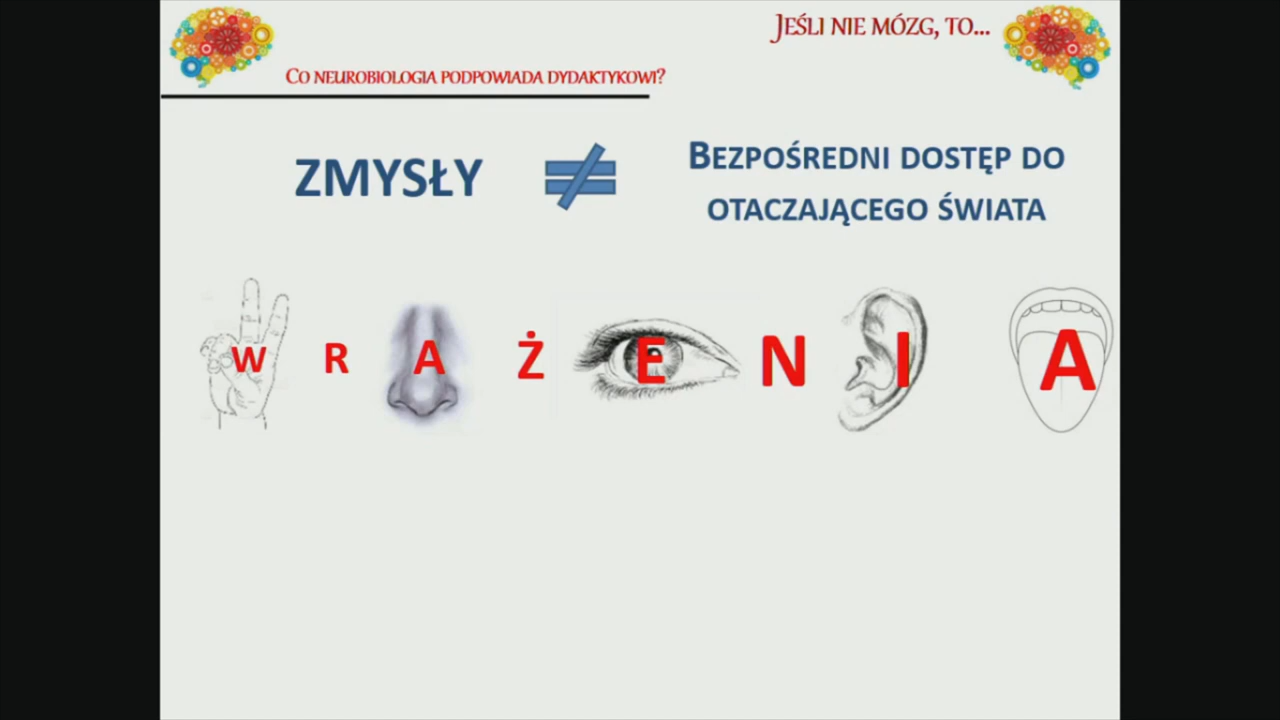 JEŚLI NIE MÓZG, TO...
CO NEUROBIOLOGIA PODPOWIADA DYDAKTYKOWI?
ZMYSŁY ≠ BEZPOŚREDNI DOSTĘP DO
OTACZAJĄCEGO ŚWIATA
W R A Ż E N I A